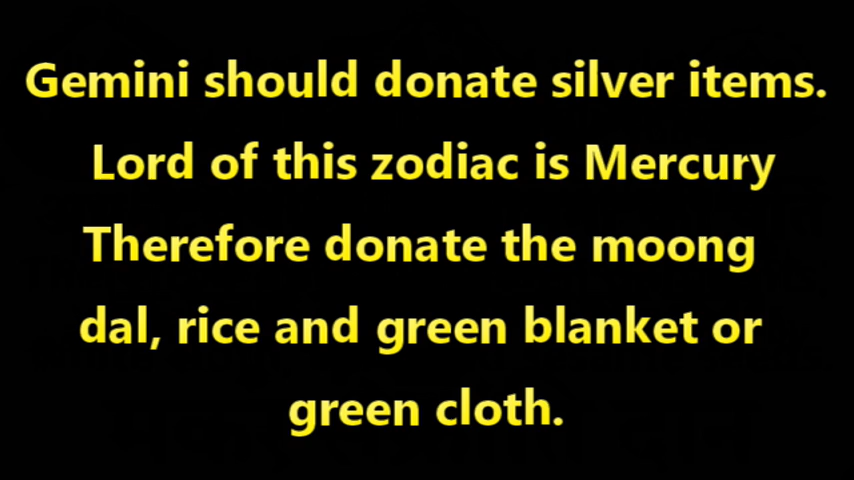 Gemini should donate silver items.
Lord of this zodiac is Mercury
Therefore donate the moong
dal, rice and green blanket or
green cloth.